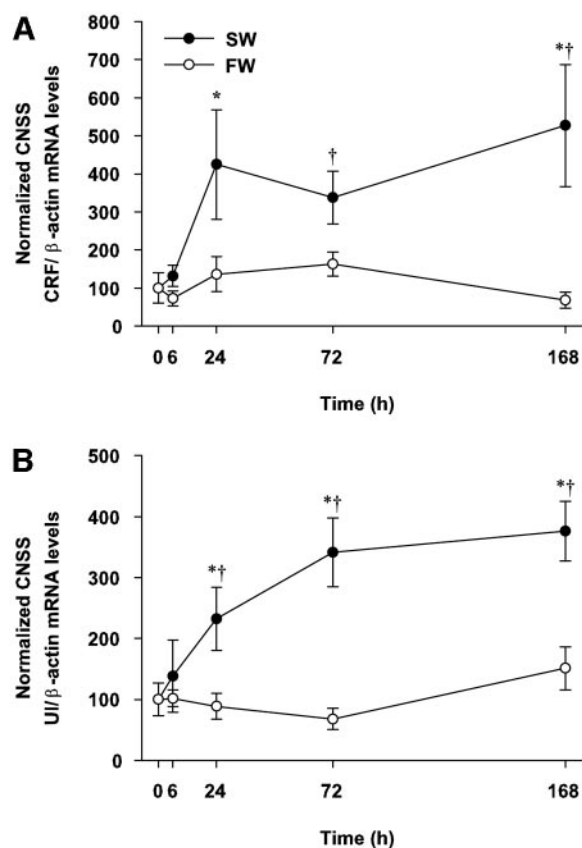 A
800
700
600
500
400
300
200
100
0
Normalized CNSS
CRF/ β-actin mRNA levels
SW
FW
*
†
*†
0 6 24 72 168
Time (h)
B
500
400
300
200
100
0
Normalized CNSS
UI/β-actin mRNA levels
*†
*†
*†
0 6 24 72 168
Time (h)